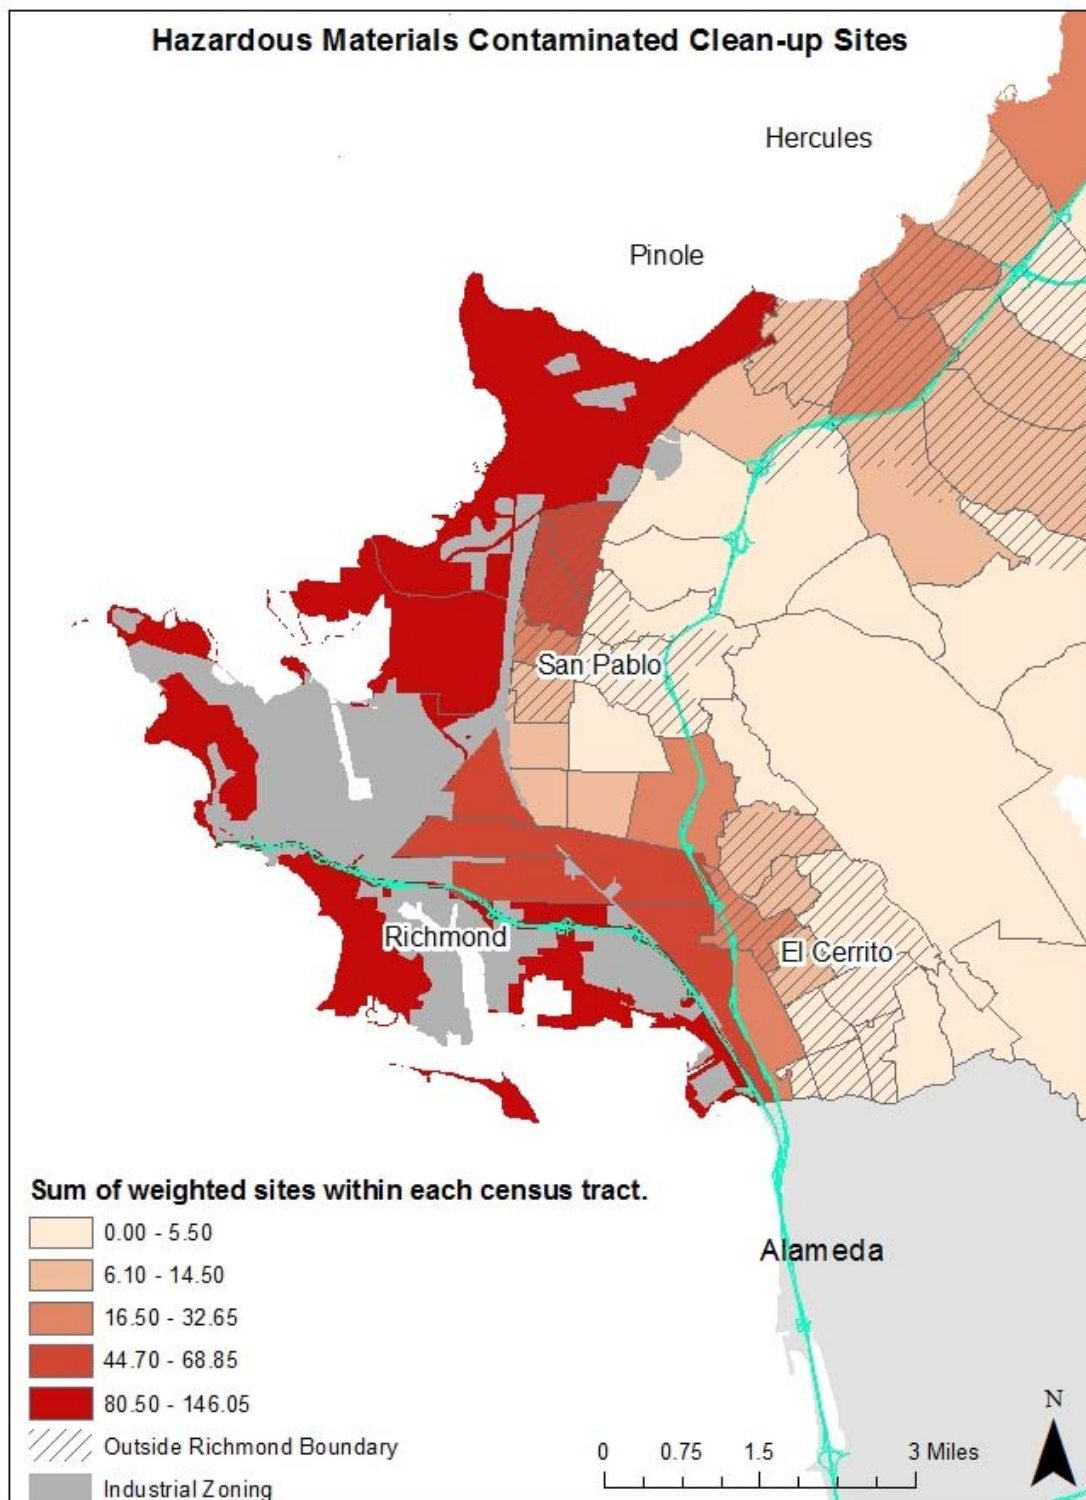 Hazardous Materials Contaminated Clean-up Sites
Hercules
Pinole
San Pablo
Richmond
El Cerrito
Sum of weighted sites within each census tract.
0.00 - 5.50
6.10 - 14.50
16.50 - 32.65
44.70 - 68.85
80.50 - 146.05
Outside Richmond Boundary
Industrial Zoning
Alameda
N
0 0.75 1.5 3 Miles